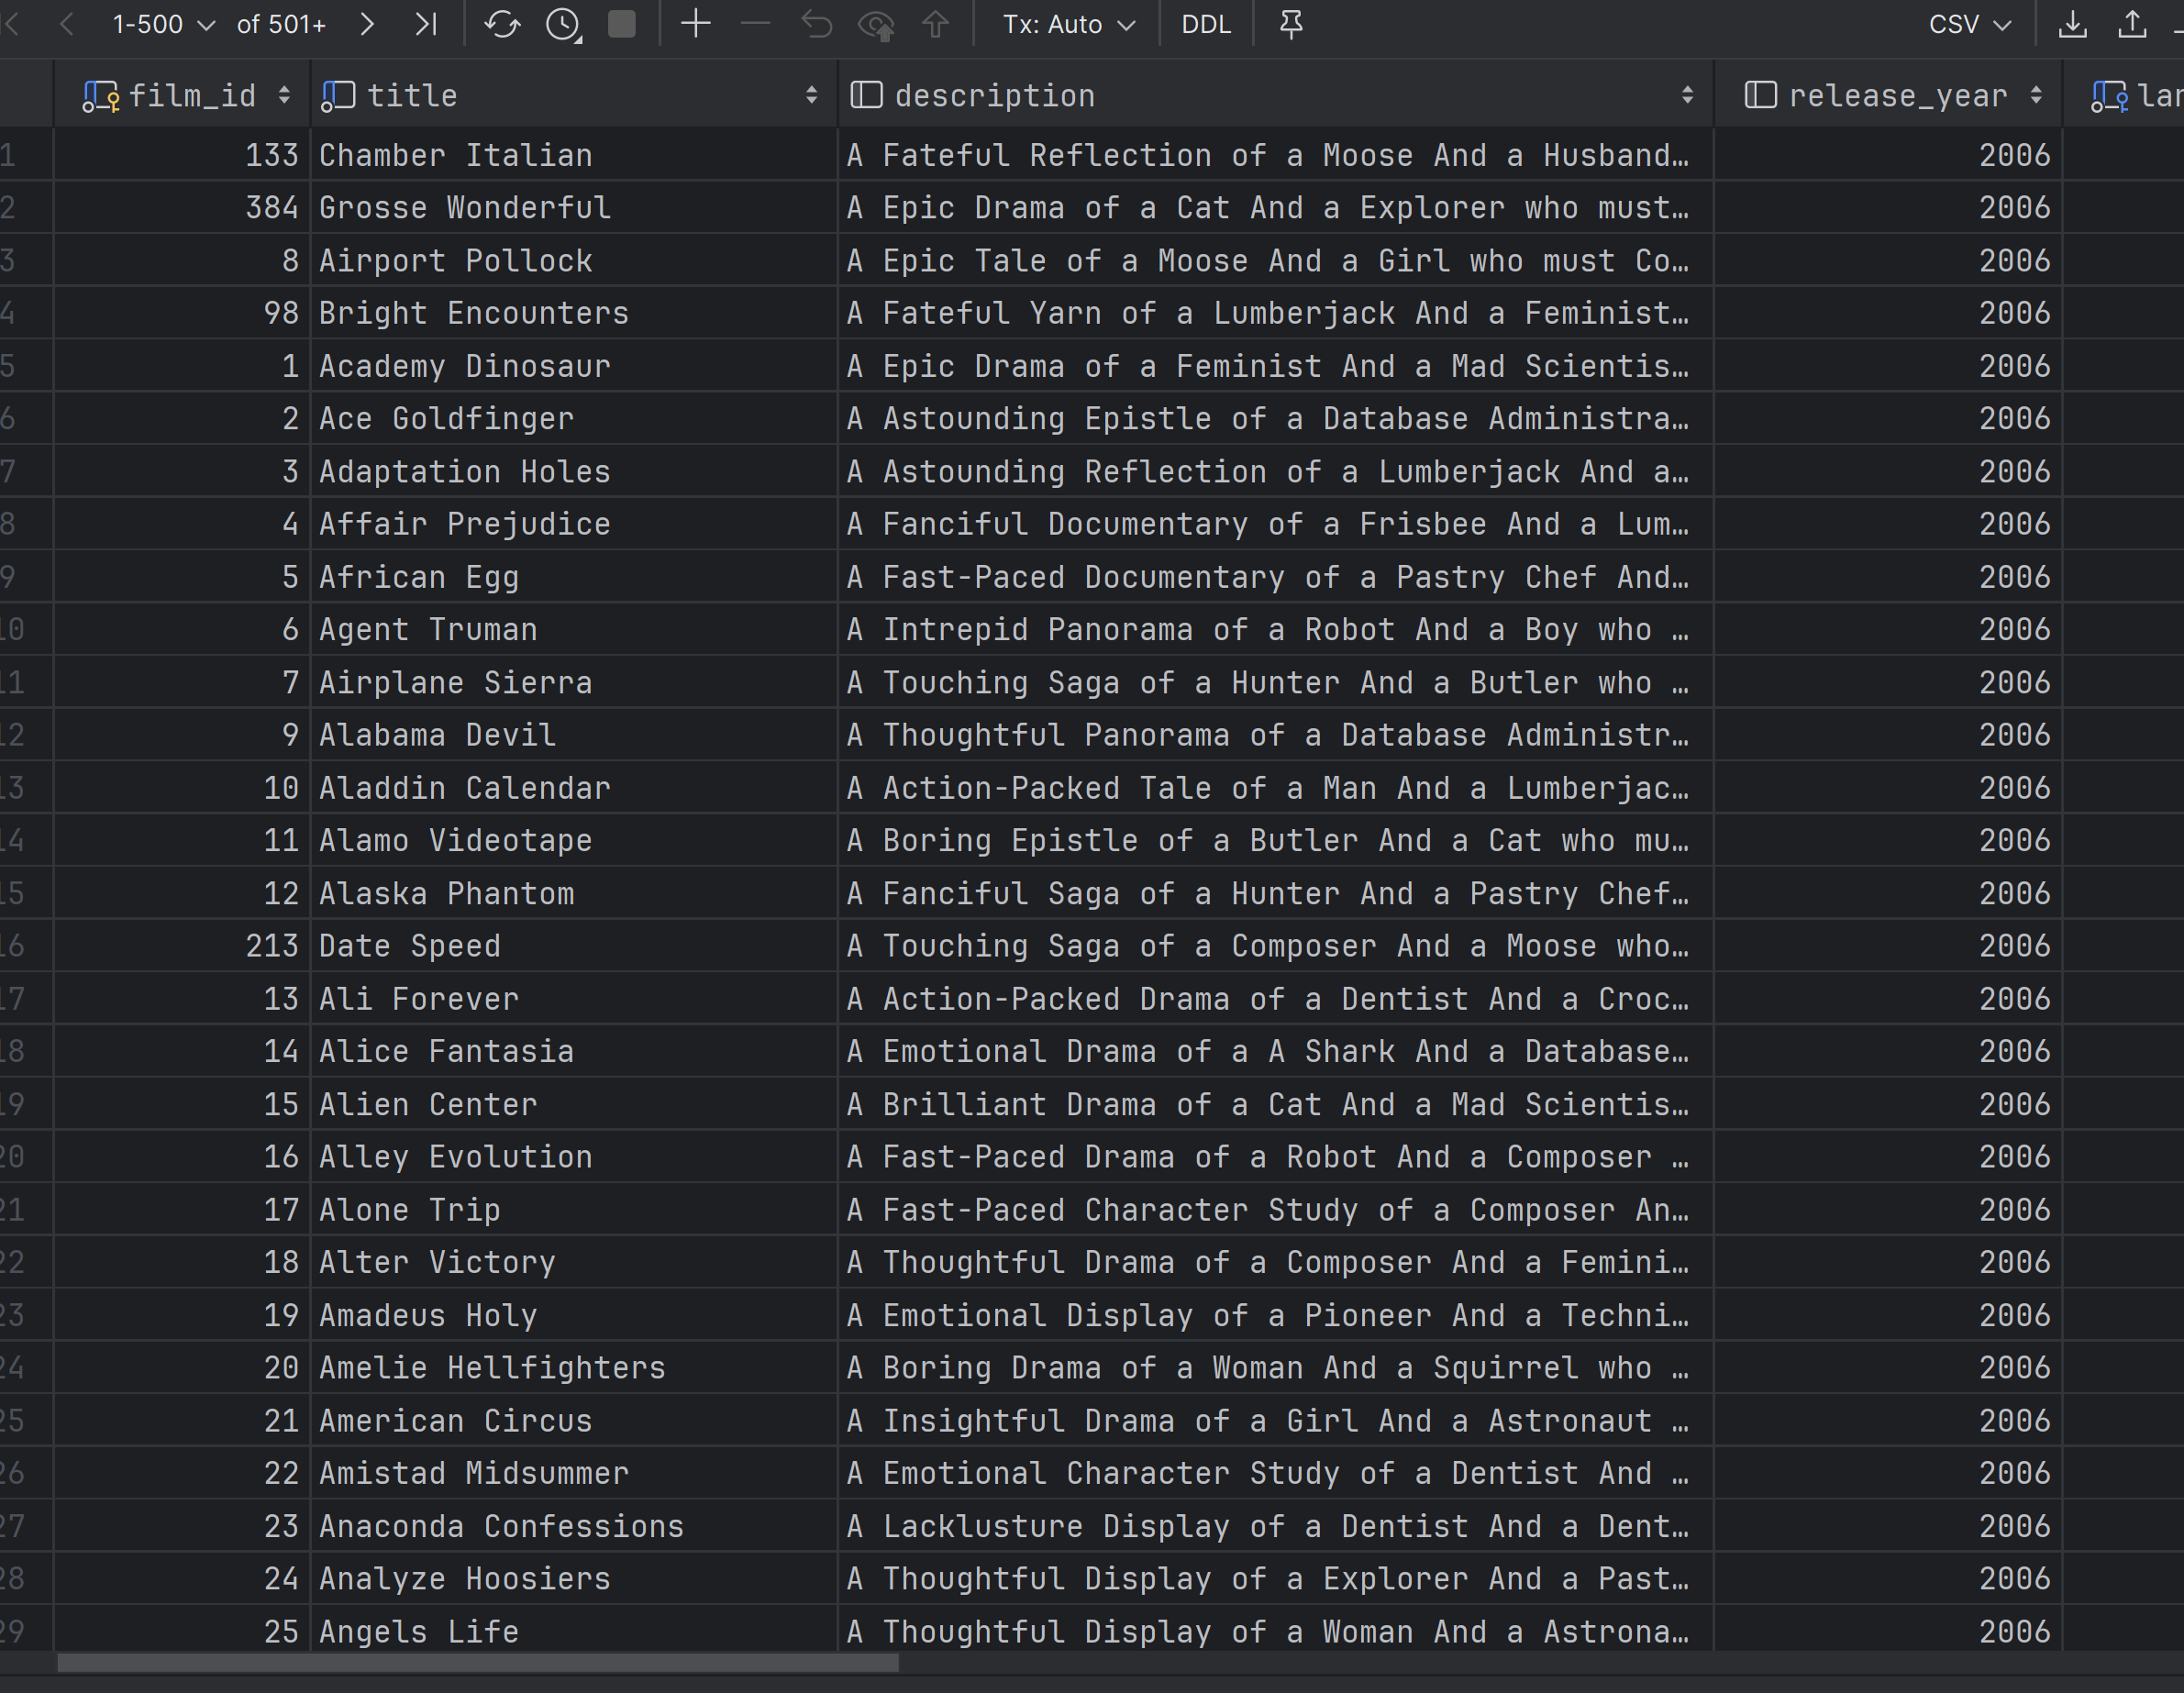 1-500 of 501+ Tx: Auto DDL CSV
film_id title description release_year lan
1 133 Chamber Italian A Fateful Reflection of a Moose And a Husband… 2006
2 384 Grosse Wonderful A Epic Drama of a Cat And a Explorer who must… 2006
3 8 Airport Pollock A Epic Tale of a Moose And a Girl who must Co… 2006
4 98 Bright Encounters A Fateful Yarn of a Lumberjack And a Feminist… 2006
5 1 Academy Dinosaur A Epic Drama of a Feminist And a Mad Scientis… 2006
6 2 Ace Goldfinger A Astounding Epistle of a Database Administra… 2006
7 3 Adaptation Holes A Astounding Reflection of a Lumberjack And a… 2006
8 4 Affair Prejudice A Fanciful Documentary of a Frisbee And a Lum… 2006
9 5 African Egg A Fast-Paced Documentary of a Pastry Chef And… 2006
10 6 Agent Truman A Intrepid Panorama of a Robot And a Boy who … 2006
11 7 Airplane Sierra A Touching Saga of a Hunter And a Butler who … 2006
12 9 Alabama Devil A Thoughtful Panorama of a Database Administr… 2006
13 10 Aladdin Calendar A Action-Packed Tale of a Man And a Lumberjac… 2006
14 11 Alamo Videotape A Boring Epistle of a Butler And a Cat who mu… 2006
15 12 Alaska Phantom A Fanciful Saga of a Hunter And a Pastry Chef… 2006
16 213 Date Speed A Touching Saga of a Composer And a Moose who… 2006
17 13 Ali Forever A Action-Packed Drama of a Dentist And a Croc… 2006
18 14 Alice Fantasia A Emotional Drama of a A Shark And a Database… 2006
19 15 Alien Center A Brilliant Drama of a Cat And a Mad Scientis… 2006
20 16 Alley Evolution A Fast-Paced Drama of a Robot And a Composer … 2006
21 17 Alone Trip A Fast-Paced Character Study of a Composer An… 2006
22 18 Alter Victory A Thoughtful Drama of a Composer And a Femini… 2006
23 19 Amadeus Holy A Emotional Display of a Pioneer And a Techni… 2006
24 20 Amelie Hellfighters A Boring Drama of a Woman And a Squirrel who … 2006
25 21 American Circus A Insightful Drama of a Girl And a Astronaut … 2006
26 22 Amistad Midsummer A Emotional Character Study of a Dentist And … 2006
27 23 Anaconda Confessions A Lacklusture Display of a Dentist And a Dent… 2006
28 24 Analyze Hoosiers A Thoughtful Display of a Explorer And a Past… 2006
29 25 Angels Life A Thoughtful Display of a Woman And a Astrona… 2006